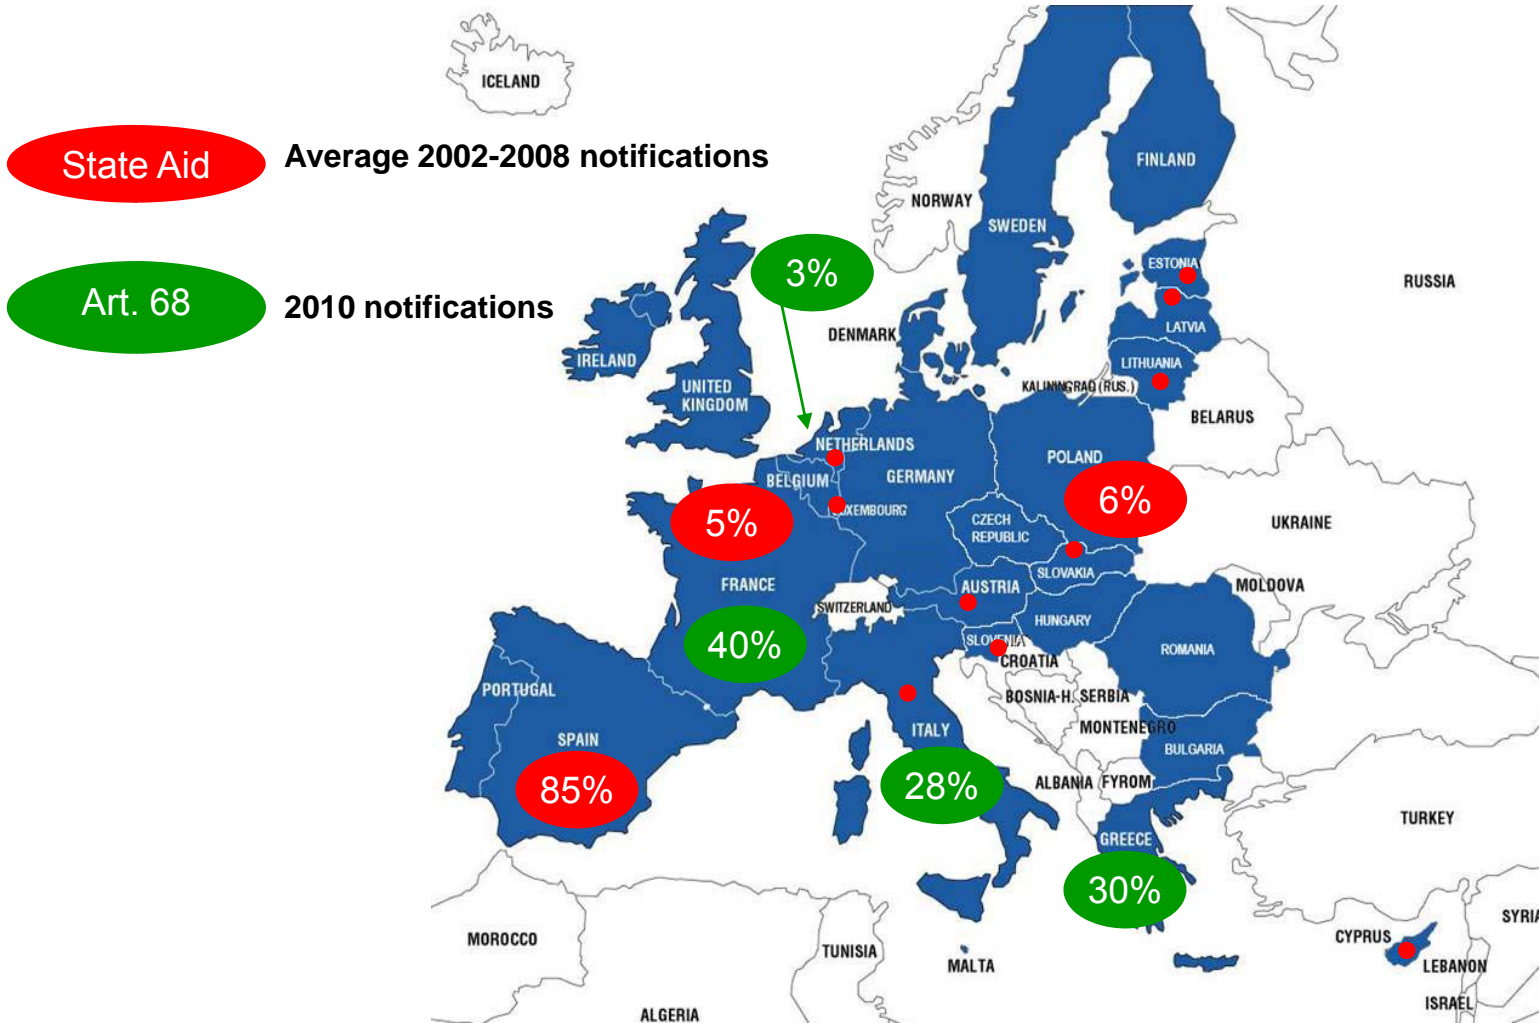 ICELAND
State Aid
Average 2002-2008 notifications
FINLAND
NORWAY
SWEDEN
3%
ESTONIA
RUSSIA
Art. 68
2010 notifications
LATVIA
DENMARK
IRELAND
LITHUANIA
UNITED
KINGDOM
KALININGRAD (RUS.)
BELARUS
NETHERLANDS
POLAND
BELGIUM
GERMANY
6%
LUXEMBOURG
5%
CZECH
REPUBLIC
UKRAINE
SLOVAKIA
FRANCE
AUSTRIA
MOLDOVA
SWITZERLAND
HUNGARY
40%
SLOVENIA
CROATIA
ROMANIA
PORTUGAL
BOSNIA-H.
SERBIA
SPAIN
ITALY
MONTENEGRO
BULGARIA
85%
28%
ALBANIA
FYROM
TURKEY
GREECE
30%
SYRIA
MOROCCO
TUNISIA
MALTA
CYPRUS
LEBANON
ISRAEL
ALGERIA